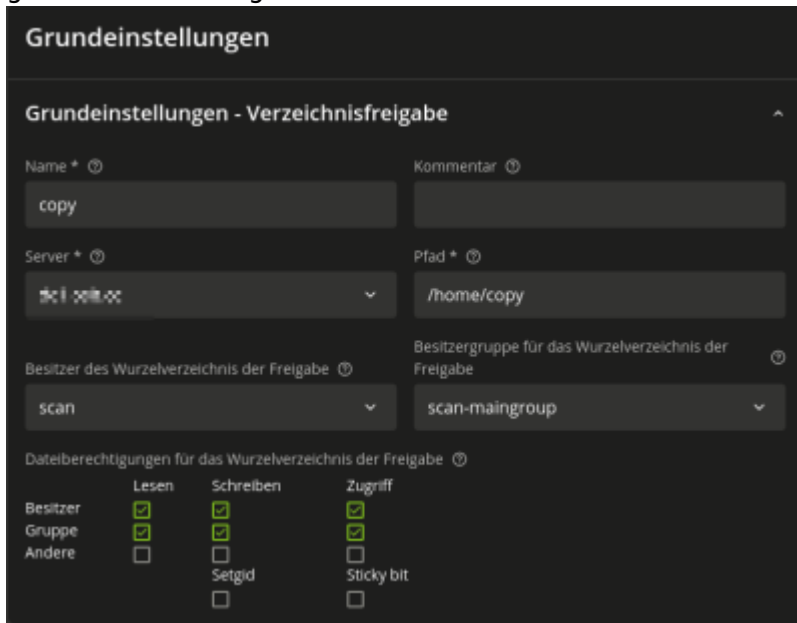 Grundeinstellungen
Grundeinstellungen - Verzeichnisfreigabe
Name * Kommentar
copy
Server * Pfad *
/home/copy
Besitzer des Wurzelverzeichnis der Freigabe Besitzergruppe für das Wurzelverzeichnis der Freigabe
scan scan-maingroup
Dateiberechtigungen für das Wurzelverzeichnis der Freigabe
Lesen Schreiben Zugriff
Besitzer
Gruppe
Andere
Setgid Sticky bit